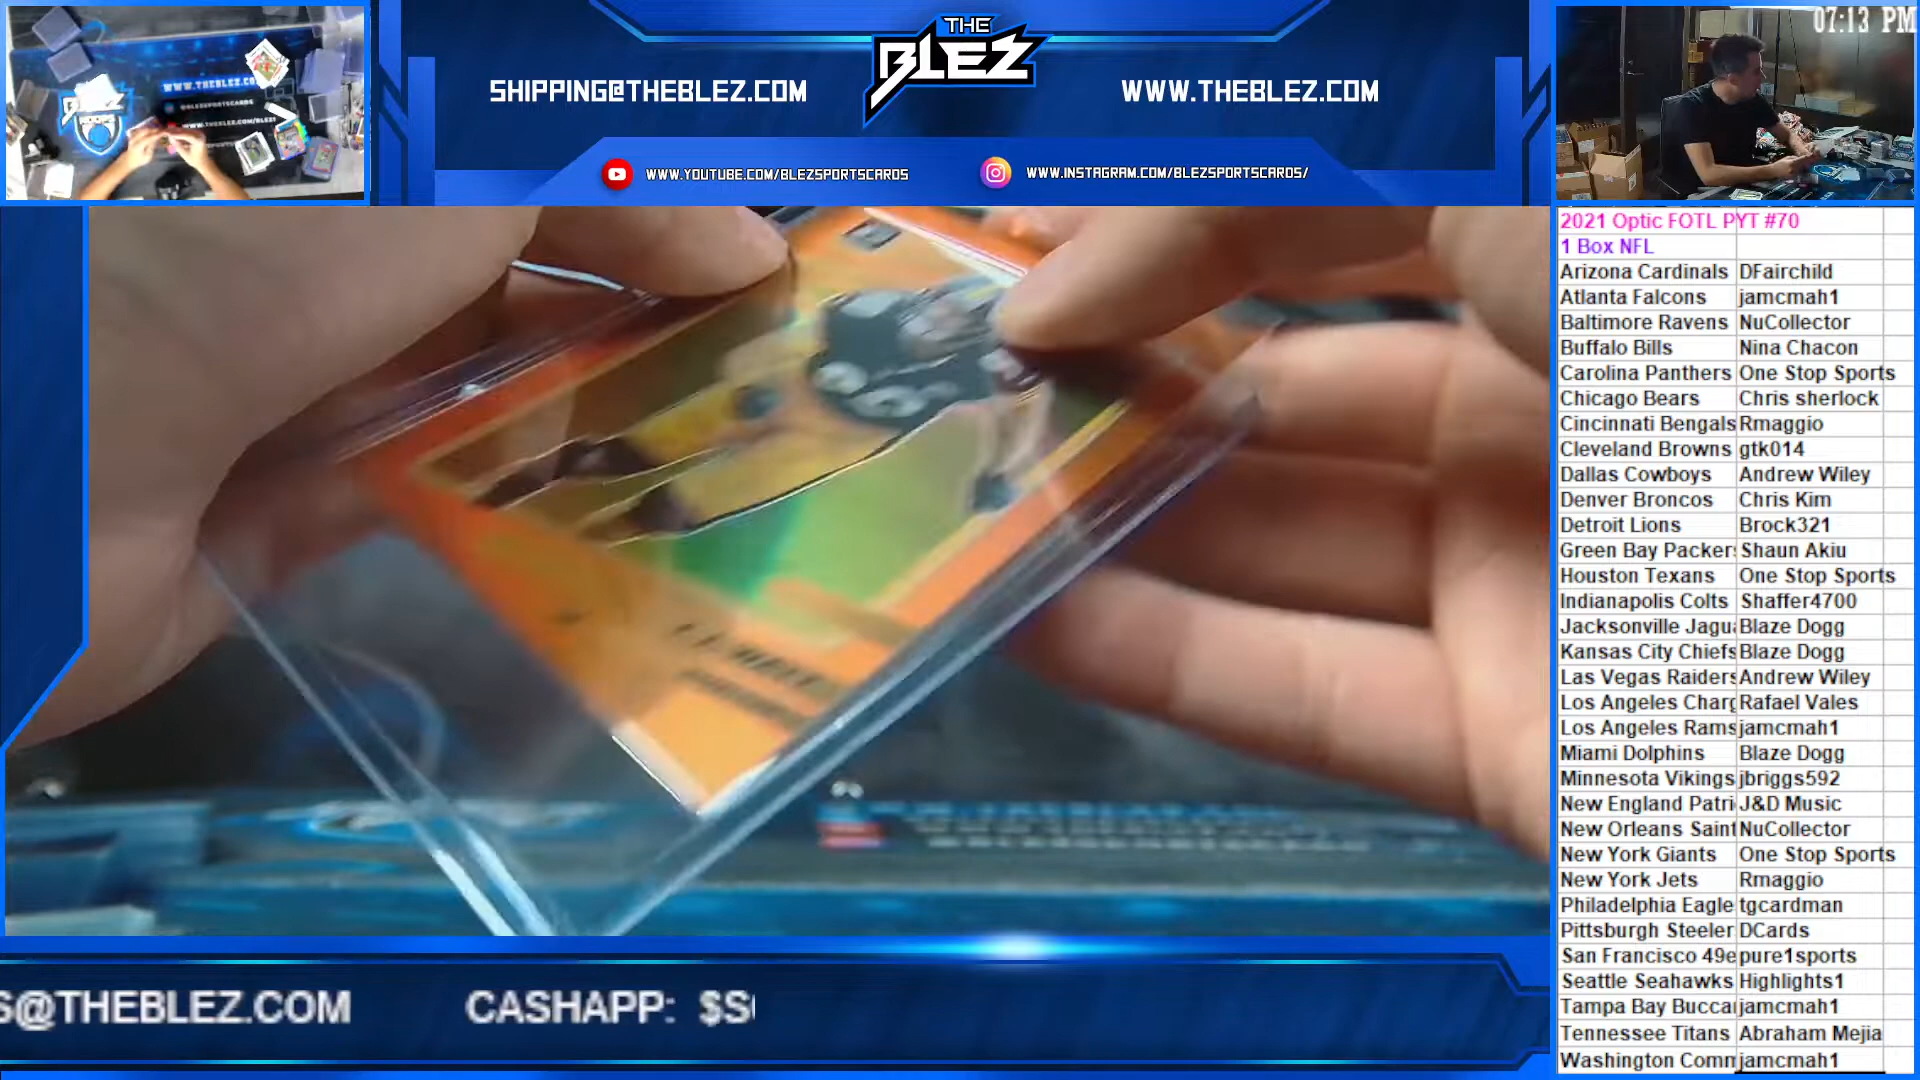 THE
BLEZ
SHIPPING@THEBLEZ.COM
WWW.THEBLEZ.COM
WWW.YOUTUBE.COM/BLEZSPORTSCARDS
WWW.INSTAGRAM.COM/BLEZSPORTSCARDS/
07:13 PM
2021 Optic FOTL PYT #70
1 Box NFL
Arizona Cardinals DFairchild
Atlanta Falcons jamcmah1
Baltimore Ravens NuCollector
Buffalo Bills Nina Chacon
Carolina Panthers One Stop Sports
Chicago Bears Chris sherlock
Cincinnati Bengals Rmaggio
Cleveland Browns gtk014
Dallas Cowboys Andrew Wiley
Denver Broncos Chris Kim
Detroit Lions Brock321
Green Bay Packers Shaun Akiu
Houston Texans One Stop Sports
Indianapolis Colts Shaffer4700
Jacksonville Jagua Blaze Dogg
Kansas City Chiefs Blaze Dogg
Las Vegas Raiders Andrew Wiley
Los Angeles Charg Rafael Vales
Los Angeles Rams jamcmah1
Miami Dolphins Blaze Dogg
Minnesota Vikings jbriggs592
New England Patri J&D Music
New Orleans Saint NuCollector
New York Giants One Stop Sports
New York Jets Rmaggio
Philadelphia Eagle tgcardman
Pittsburgh Steeler DCards
San Francisco 49e pure1sports
Seattle Seahawks Highlights1
Tampa Bay Bucca jamcmah1
Tennessee Titans Abraham Mejia
Washington Comm jamcmah1
S@THEBLEZ.COM CASHAPP: $S